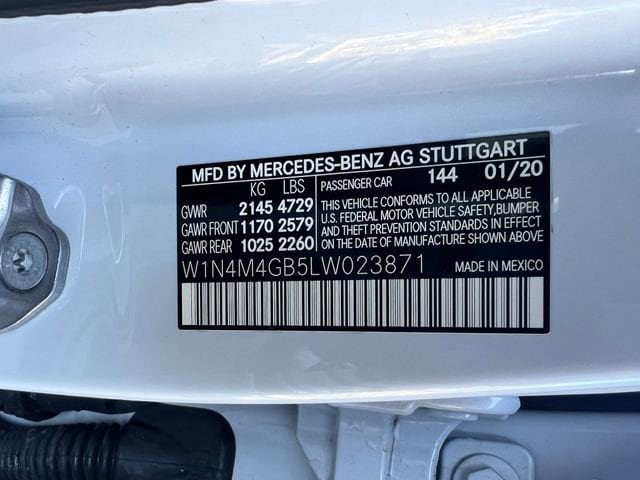 MFD BY MERCEDES-BENZ AG STUTTGART
KG LBS
GVWR 2145 4729
GAWR FRONT 1170 2579
GAWR REAR 1025 2260
PASSENGER CAR 144 01/20
THIS VEHICLE CONFORMS TO ALL APPLICABLE
U.S. FEDERAL MOTOR VEHICLE SAFETY,BUMPER
AND THEFT PREVENTION STANDARDS IN EFFECT
ON THE DATE OF MANUFACTURE SHOWN ABOVE.
W1N4M4GB5LW023871 MADE IN MEXICO